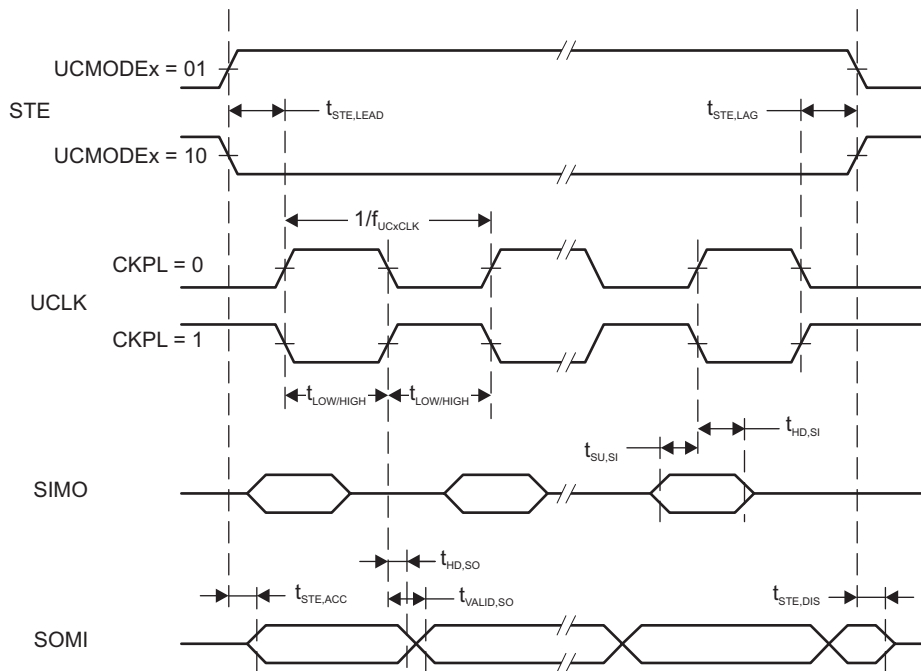 UCMODEx = 01
STE
t_STE,LEAD
t_STE,LAG
UCMODEx = 10
1/f_UCxCLK
CKPL = 0
UCLK
CKPL = 1
t_LOW/HIGH
t_LOW/HIGH
t_SU,SI
t_HD,SI
SIMO
t_HD,SO
t_STE,ACC
t_VALID,SO
t_STE,DIS
SOMI